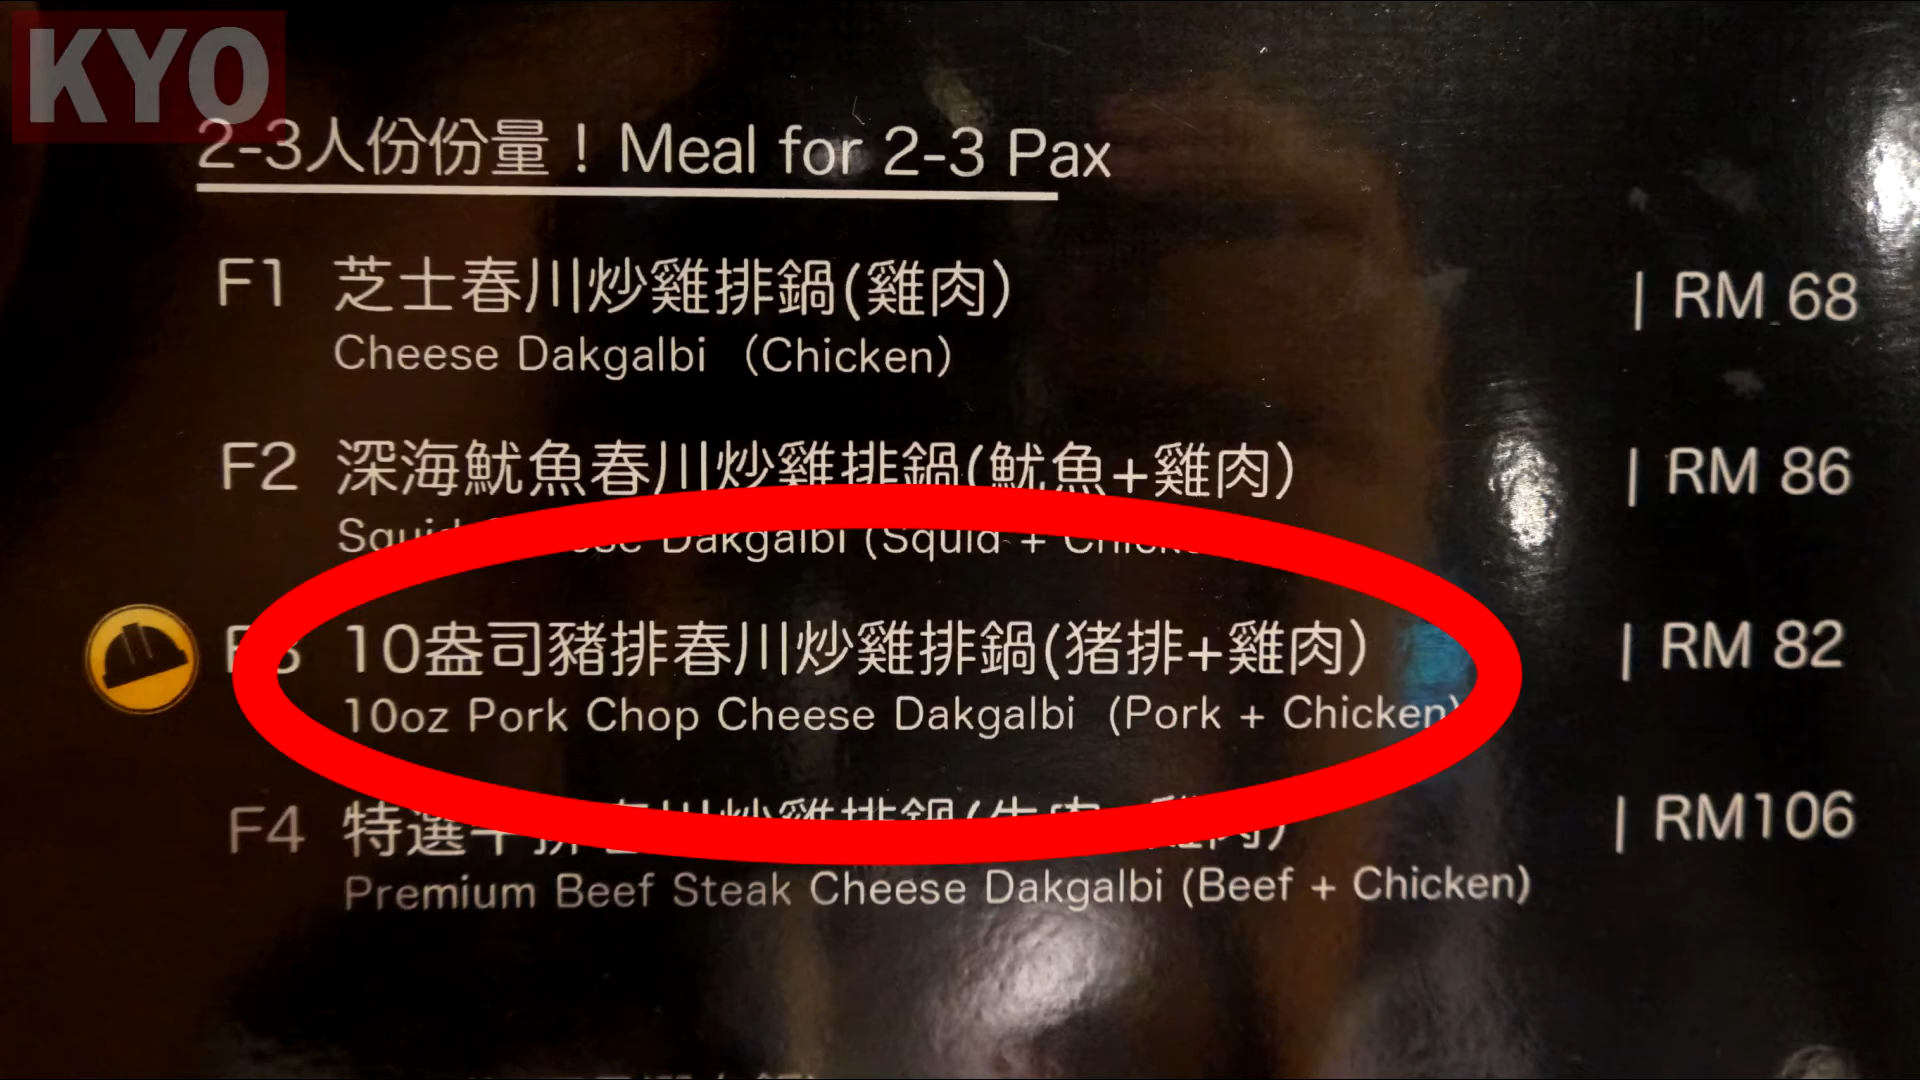 KYO
2-3人份份量！Meal for 2-3 Pax
F1 芝士春川炒雞排鍋(雞肉) | RM 68
Cheese Dakgalbi (Chicken)
F2 深海魷魚春川炒雞排鍋(魷魚+雞肉) | RM 86
Dakgalbi (Squid +
F3 10盎司豬排春川炒雞排鍋(猪排+雞肉) | RM 82
10oz Pork Chop Cheese Dakgalbi (Pork + Chicken)
F4 特選 | RM106
Premium Beef Steak Cheese Dakgalbi (Beef + Chicken)